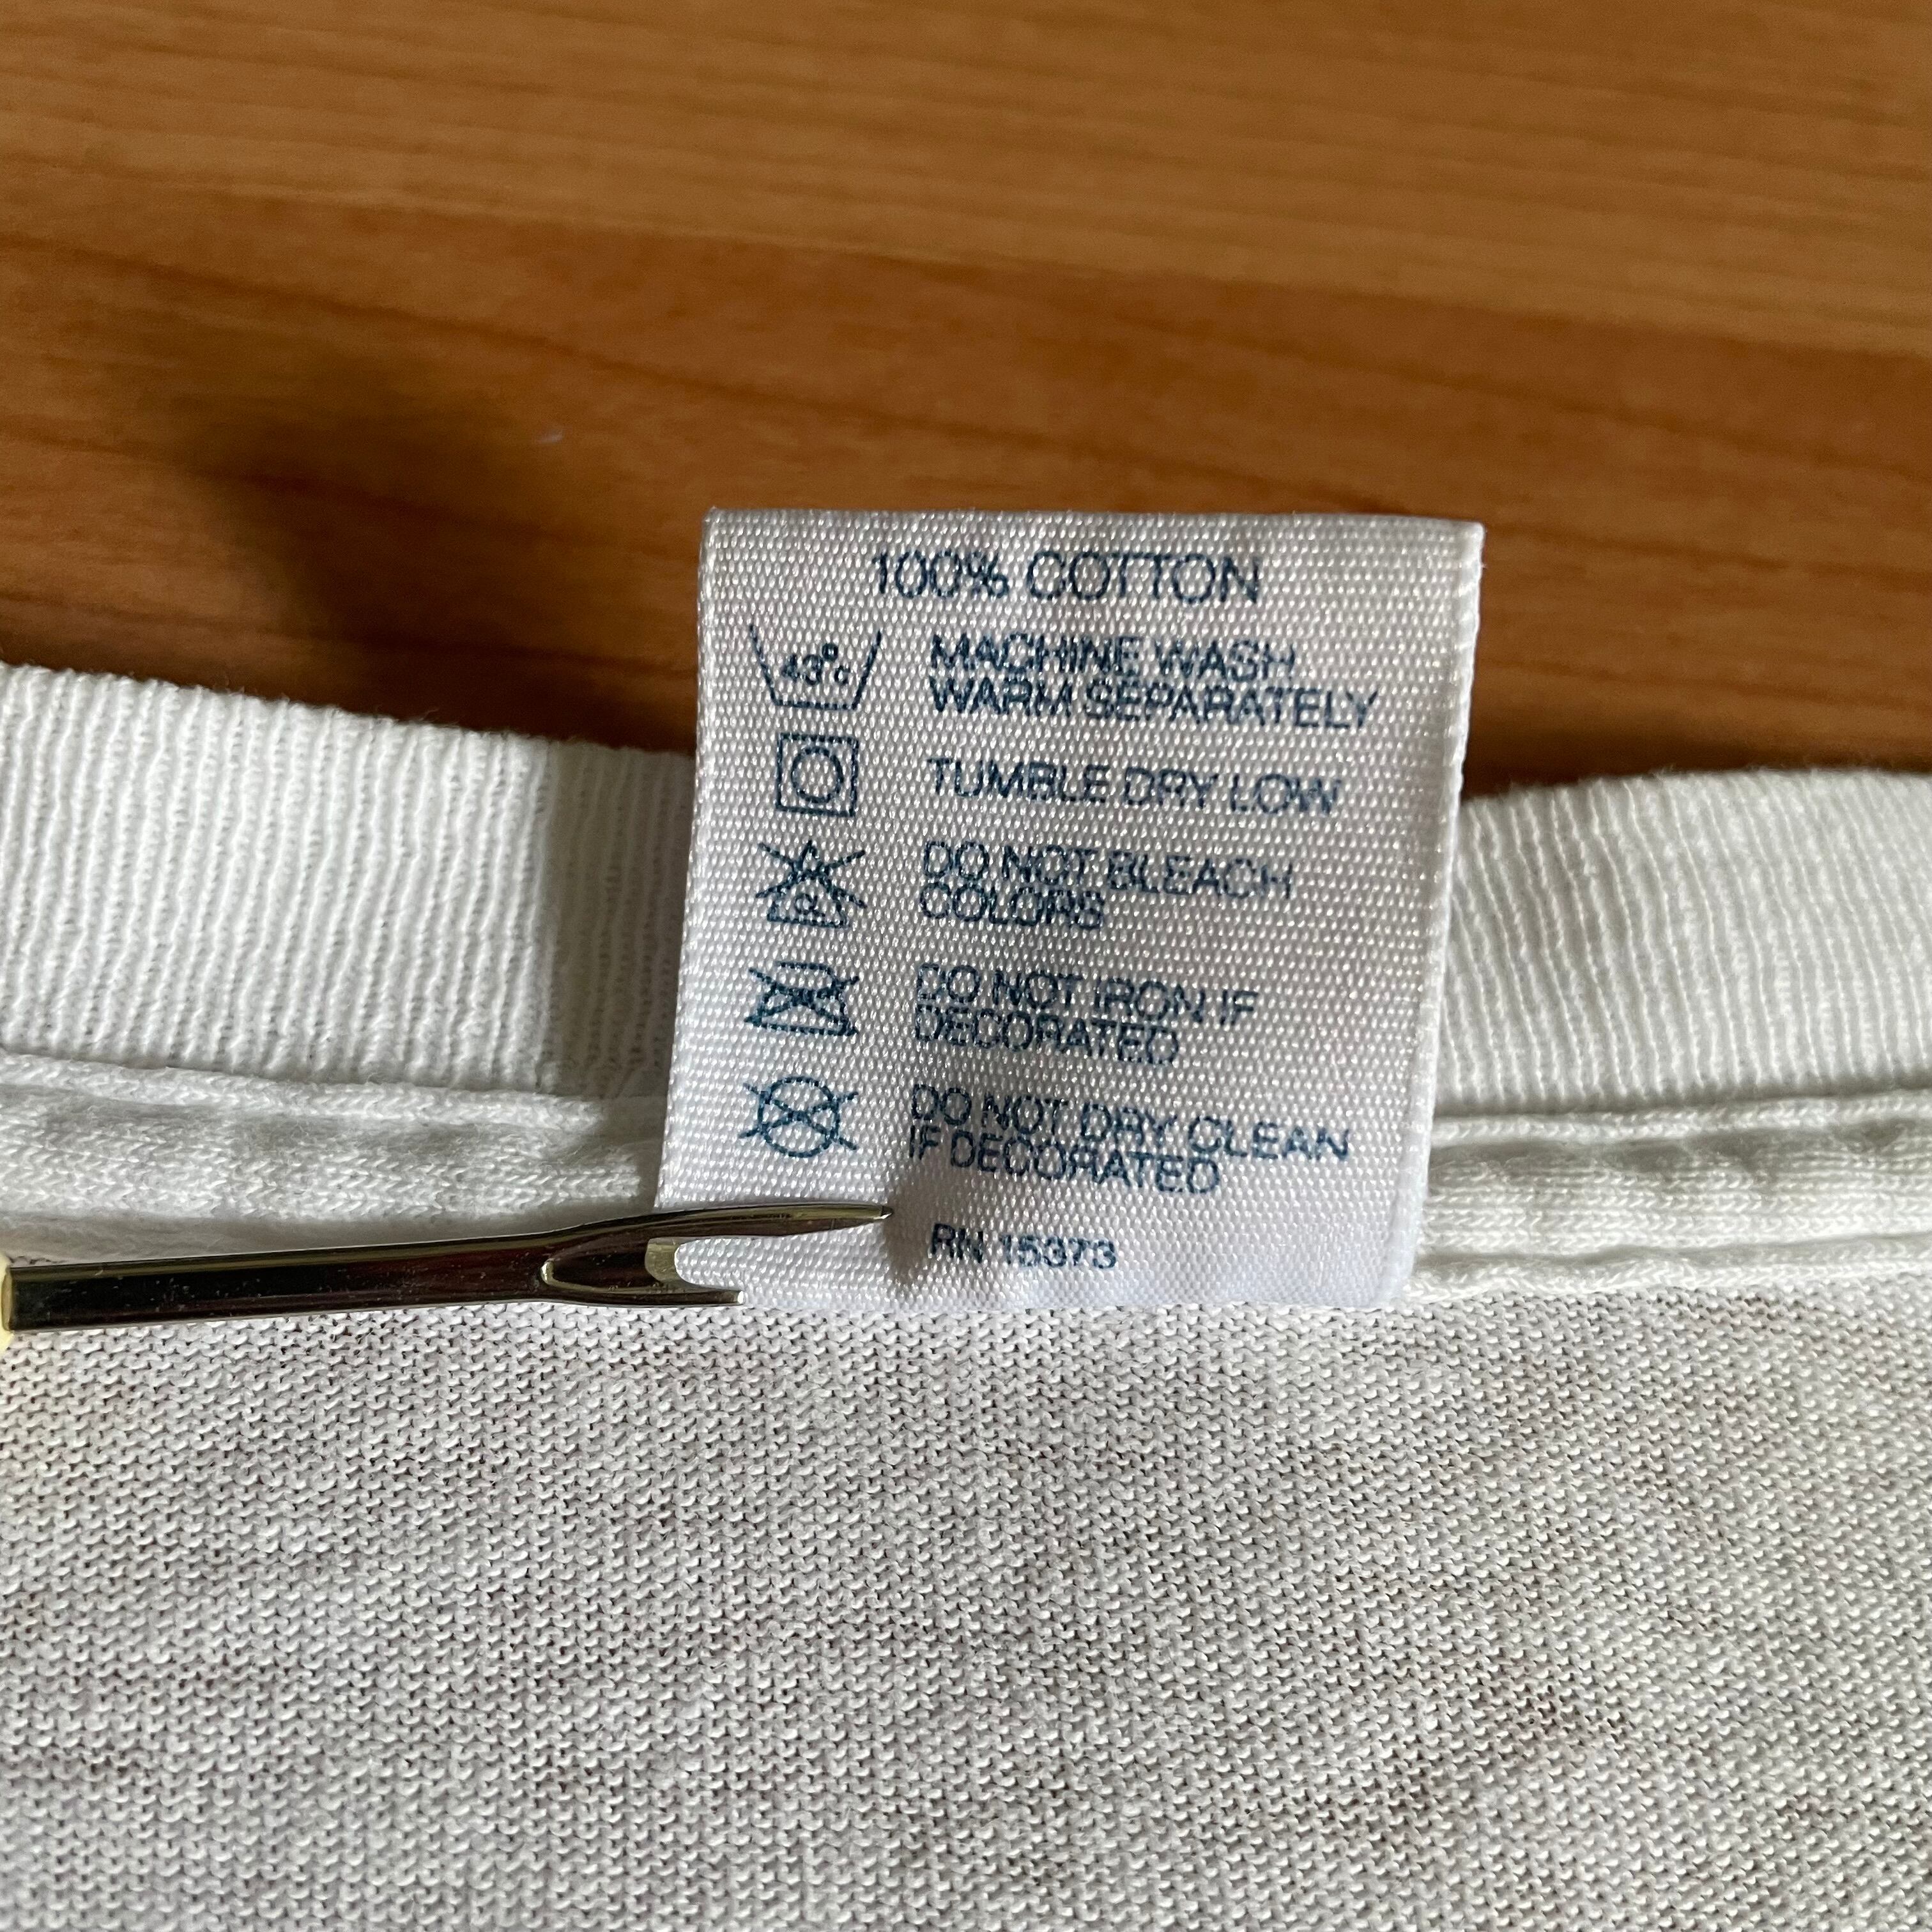 100% COTTON
43°C
MACHINE WASH
WARM SEPARATELY
TUMBLE DRY LOW
DO NOT BLEACH
COLORS
DO NOT IRON IF
DECORATED
DO NOT DRY CLEAN
IF DECORATED
RN 15373